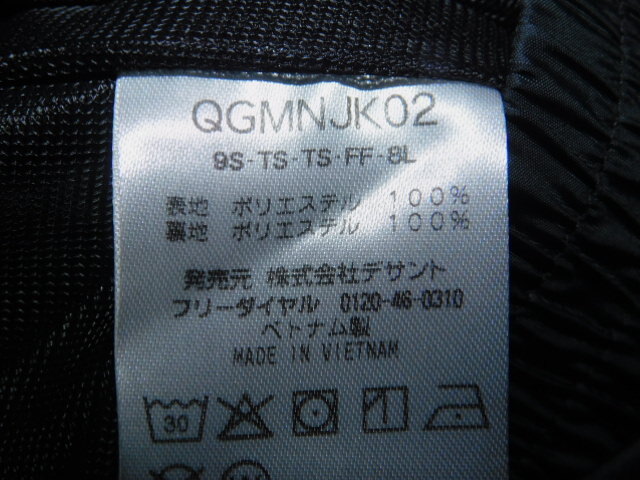 QGMNJK02
9S-TS-TS-FF-8L
表地 ポリエステル 100%
裏地 ポリエステル 100%
発売元 株式会社デサント
フリーダイヤル 0120-46-0310
ベトナム製
MADE IN VIETNAM
30